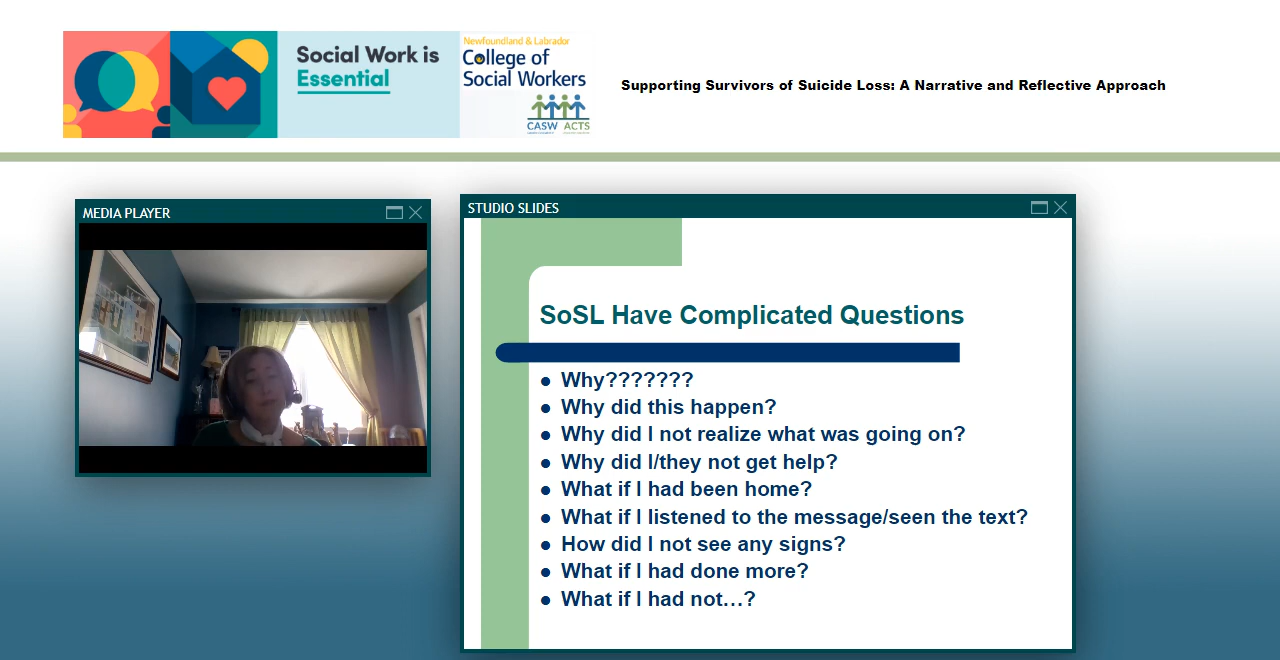 Social Work is
Essential
Newfoundland & Labrador
College of
Social Workers
CASW ACTS
Supporting Survivors of Suicide Loss: A Narrative and Reflective Approach
MEDIA PLAYER
STUDIO SLIDES
SoSL Have Complicated Questions
● Why???????
● Why did this happen?
● Why did I not realize what was going on?
● Why did I/they not get help?
● What if I had been home?
● What if I listened to the message/seen the text?
● How did I not see any signs?
● What if I had done more?
● What if I had not…?